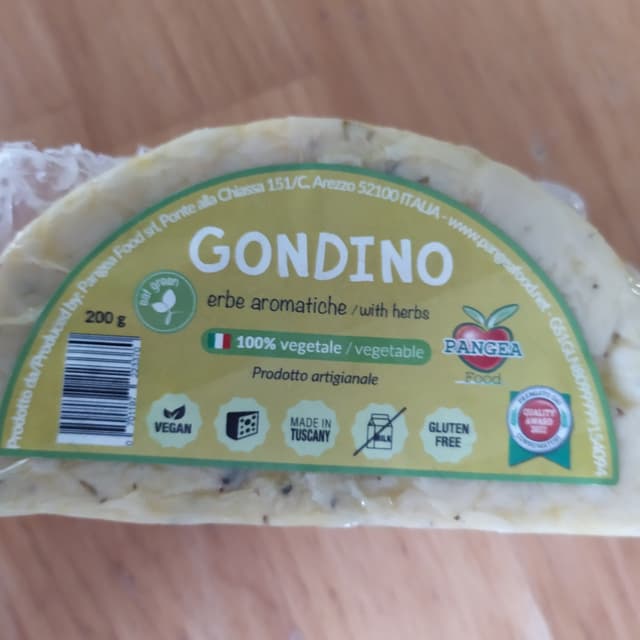 Prodotto da/Produced by: Pangea Food srl, Ponte alla Chiassa 151/C, Arezzo 52100 ITALIA - www.pangeafood.net -
GONDINO
all green
erbe aromatiche / with herbs
200 g
100% vegetale / vegetable
PANGEA
Food
Prodotto artigianale
VEGAN
MADE IN
TUSCANY
MILK
GLUTEN
FREE
QUALITY
AWARD